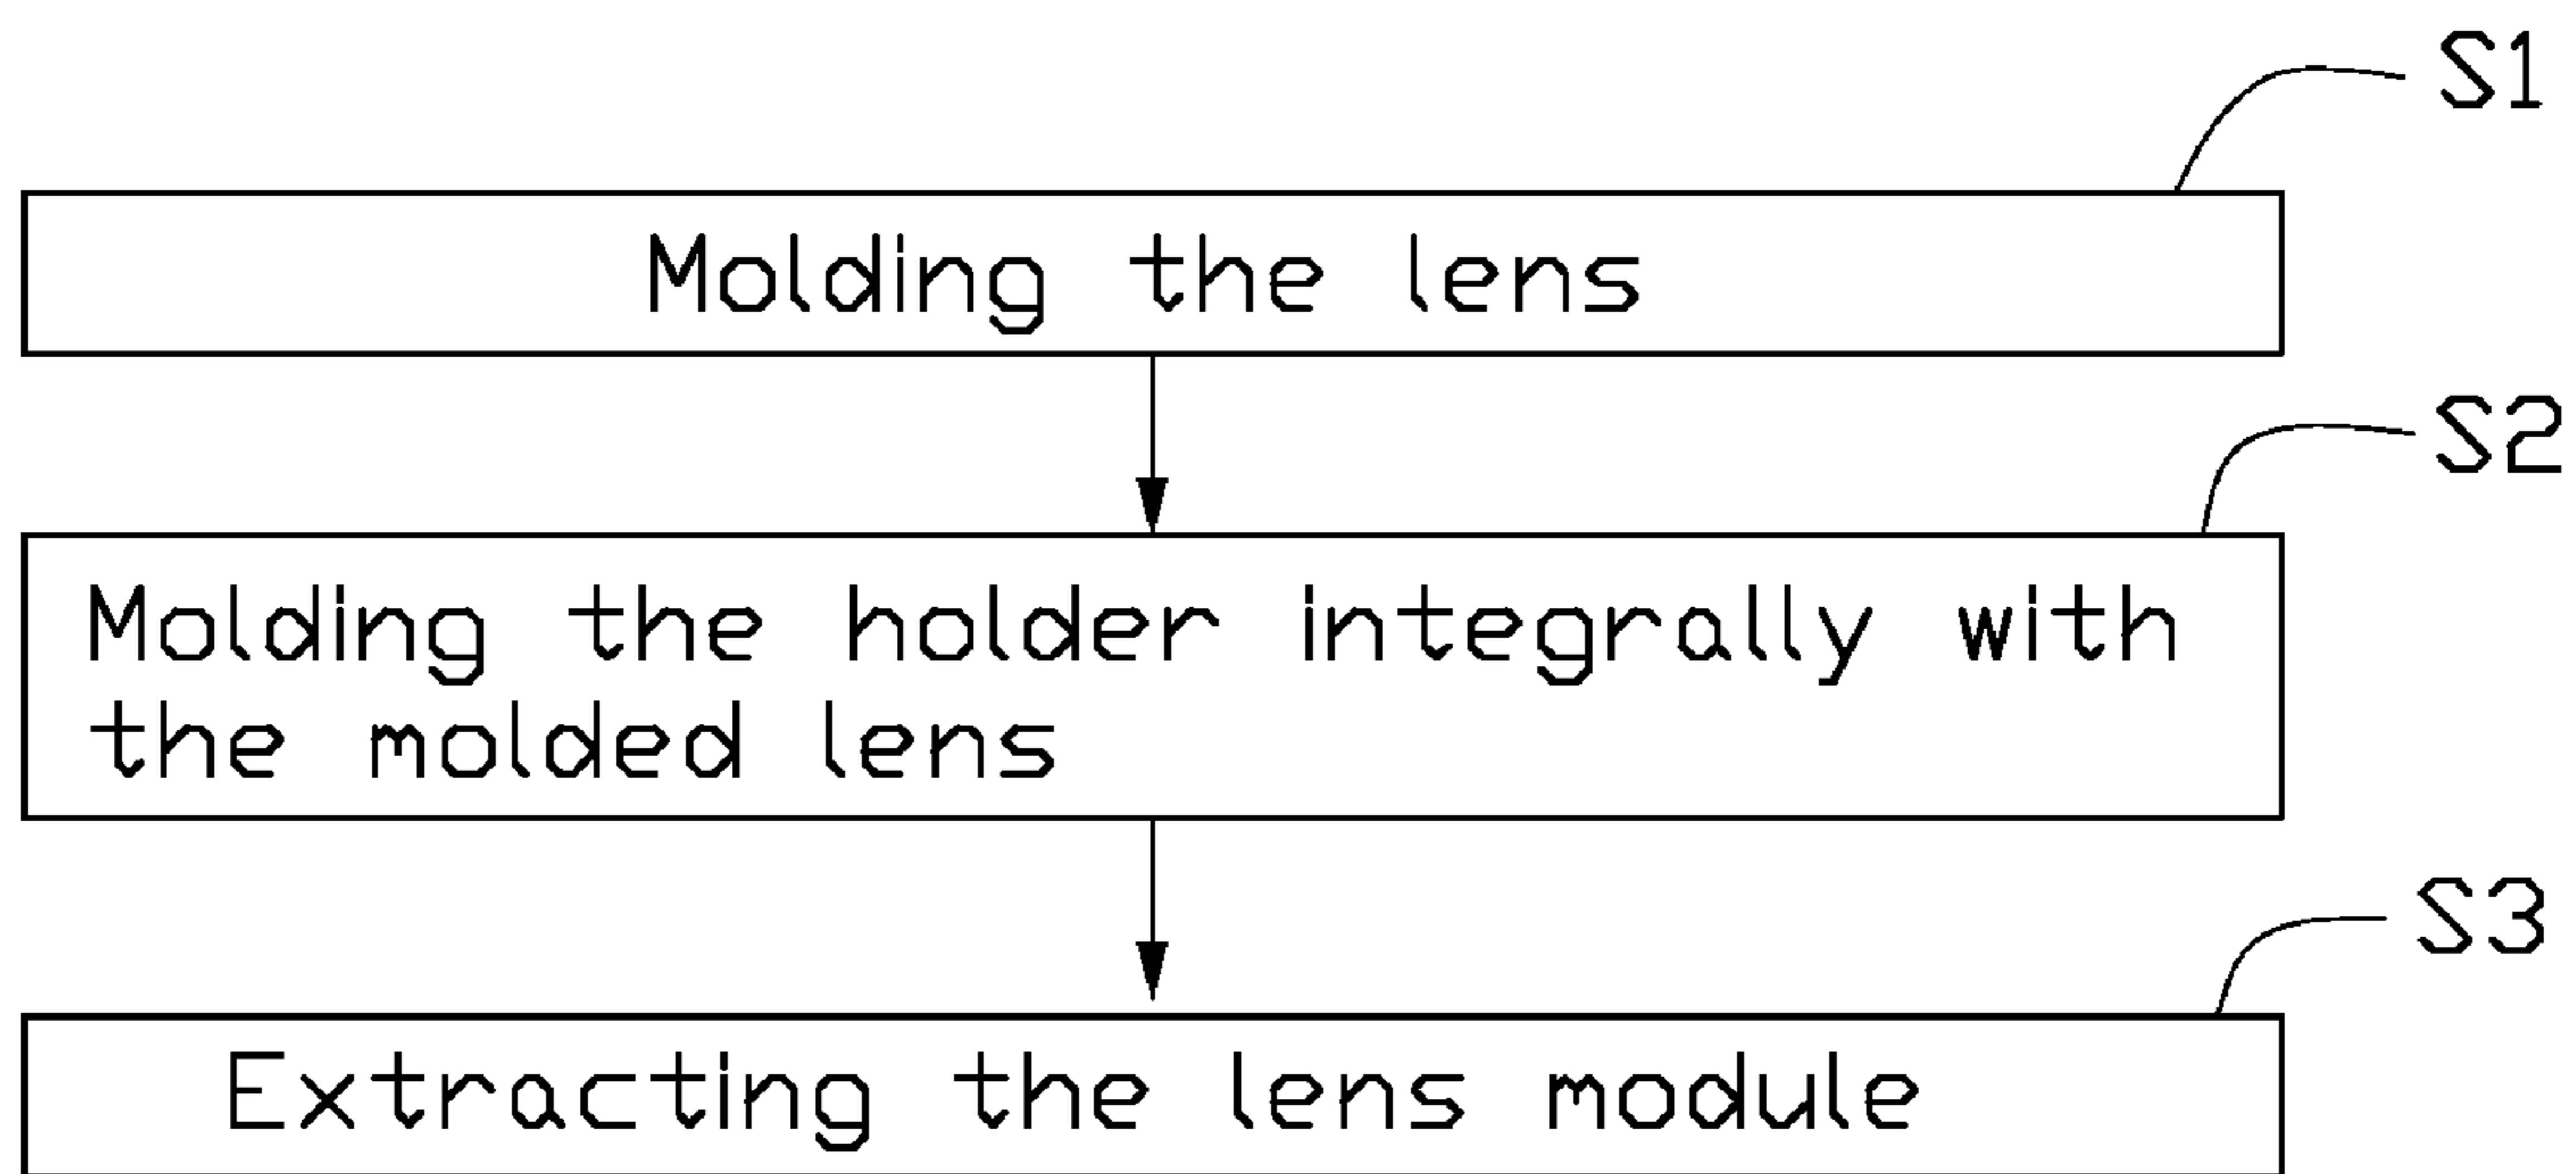 S1
Molding the lens
S2
Molding the holder integrally with
the molded lens
S3
Extracting the lens module